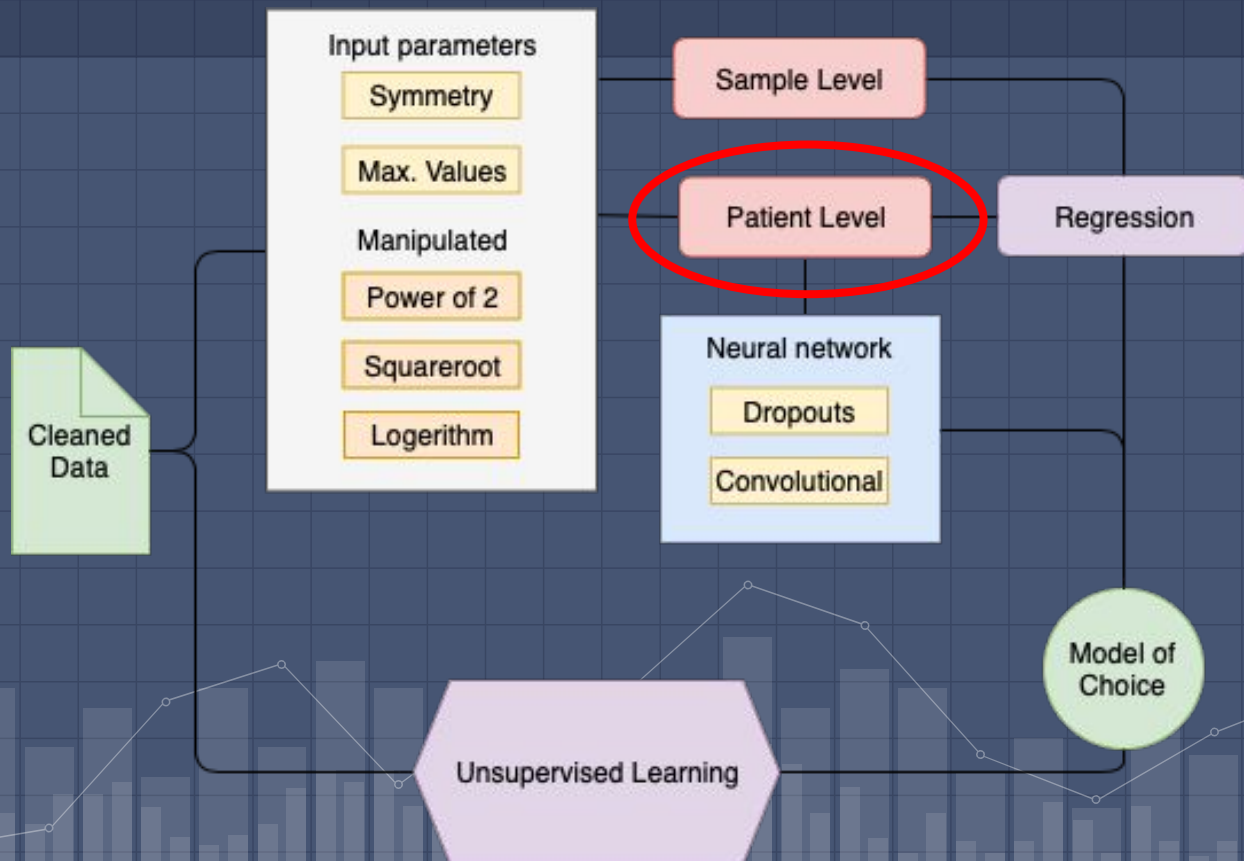 Input parameters
Symmetry
Max. Values
Manipulated
Power of 2
Squareroot
Logerithm
Sample Level
Patient Level
Regression
Neural network
Dropouts
Convolutional
Cleaned
Data
Model of
Choice
Unsupervised Learning